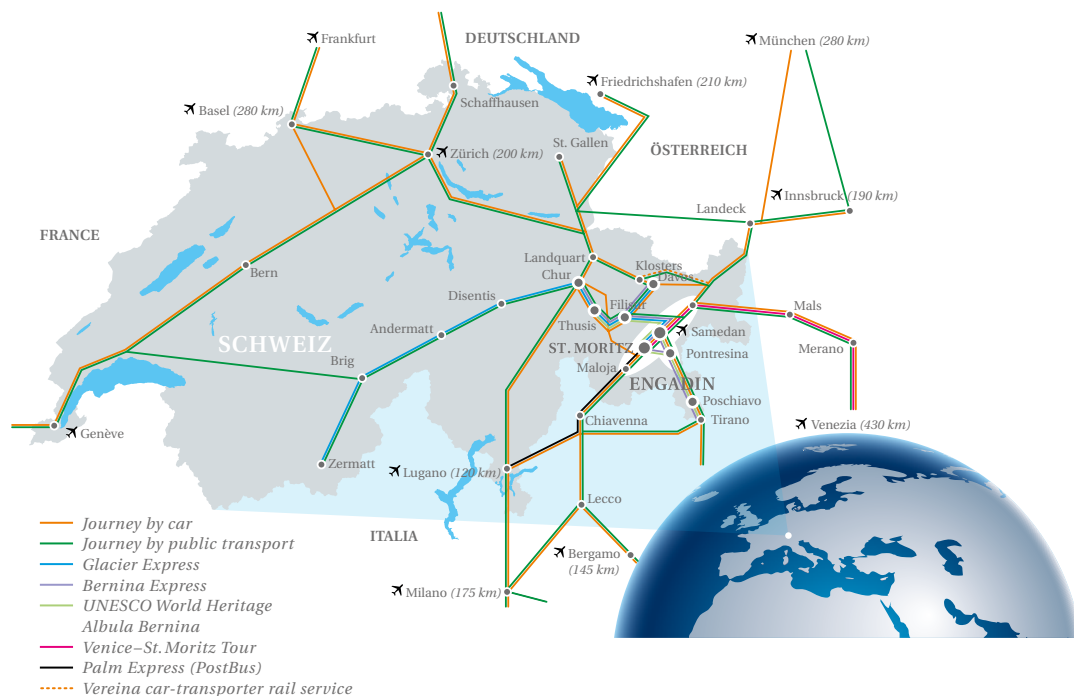 Frankfurt
DEUTSCHLAND
München (280 km)
Friedrichshafen (210 km)
Schaffhausen
Basel (280 km)
St. Gallen
Zürich (200 km)
ÖSTERREICH
Innsbruck (190 km)
Landeck
FRANCE
Landquart
Klosters
Bern
Chur
Davos
Disentis
Filisur
Mals
Thusis
Andermatt
Samedan
SCHWEIZ
ST. MORITZ
Merano
Pontresina
Brig
Maloja
ENGADIN
Poschiavo
Chiavenna
Tirano
Venezia (430 km)
Genève
Zermatt
Lugano (120 km)
Lecco
ITALIA
Bergamo
(145 km)
Milano (175 km)
Journey by car
Journey by public transport
Glacier Express
Bernina Express
UNESCO World Heritage
Albula Bernina
Venice–St. Moritz Tour
Palm Express (PostBus)
Vereina car-transporter rail service